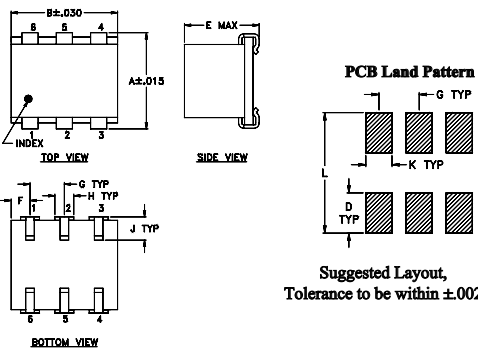 B±.030
6 5 4
A±.015
INDEX
1 2 3
TOP VIEW
E MAX
SIDE VIEW
PCB Land Pattern
G TYP
K TYP
L
D
TYP
Suggested Layout,
Tolerance to be within ±.002
G TYP
H TYP
F
1 2 3
J TYP
6 5 4
BOTTOM VIEW